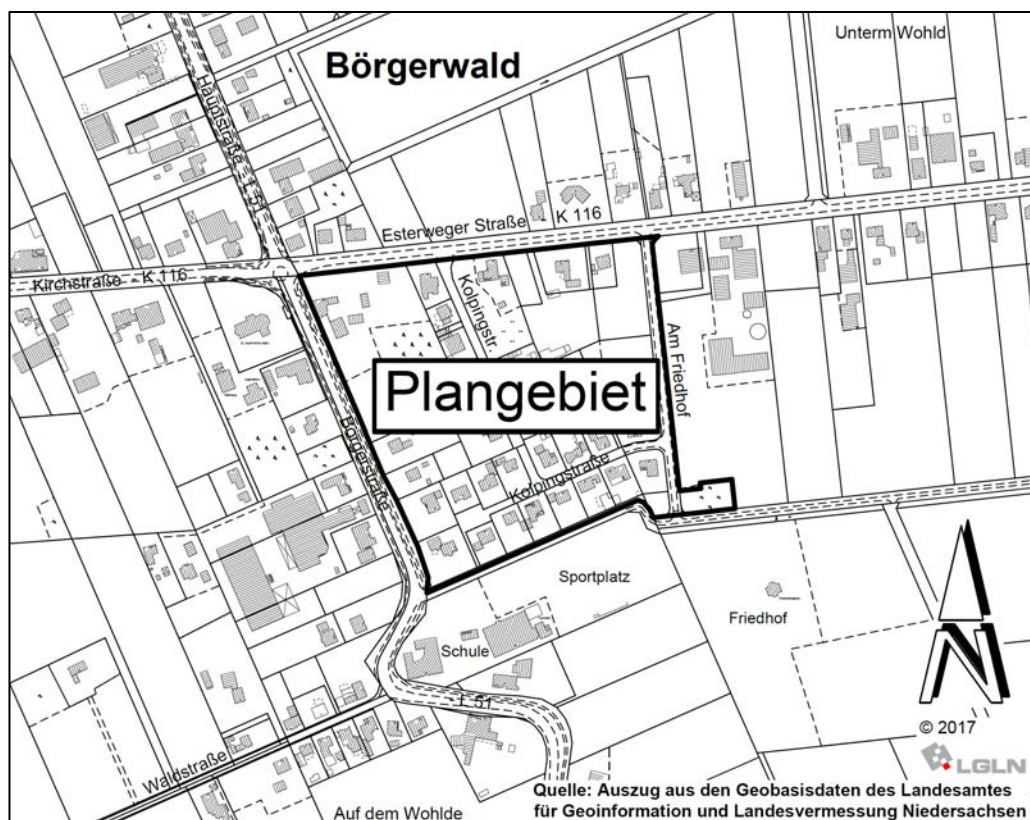 Börgerwald
Unterm Wohld
Hauptstraße
L 51
Esterweger Straße
K 116
Kirchstraße - K 116
Kolpingstr
Plangebiet
Am Friedhof
Börgerstraße
Kolpingstraße
Sportplatz
Friedhof
Schule
L 51
Waldstraße
Auf dem Wohlde
N
© 2017
LGLN
Quelle: Auszug aus den Geobasisdaten des Landesamtes
für Geoinformation und Landesvermessung Niedersachsen